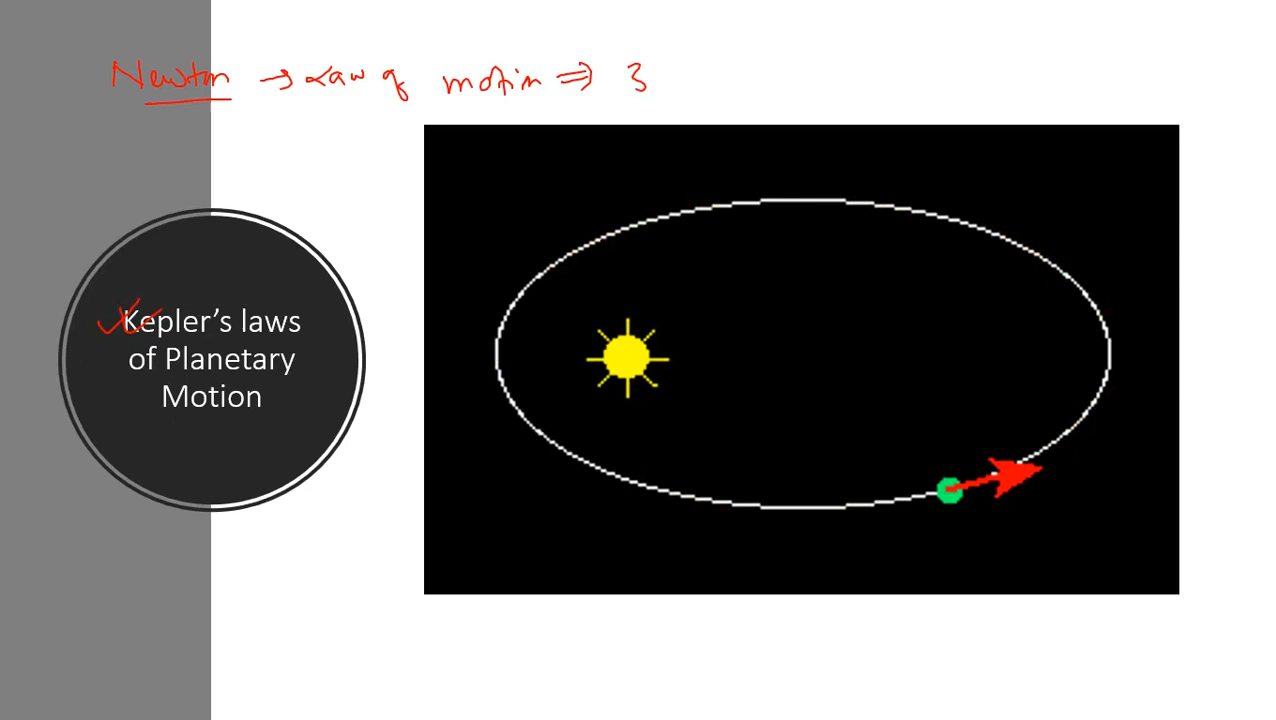 Newton → Law of motion ⇒ 3
Kepler's laws
of Planetary
Motion